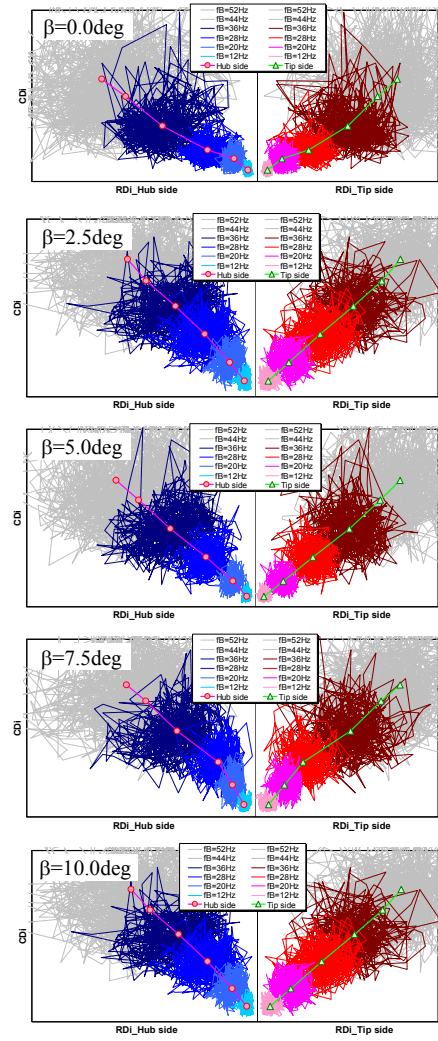 β=0.0deg
fB=52Hz fB=52Hz
fB=44Hz fB=44Hz
fB=36Hz fB=36Hz
fB=28Hz fB=28Hz
fB=20Hz fB=20Hz
fB=12Hz fB=12Hz
Hub side Tip side
CDi
RDi_Hub side RDi_Tip side
β=2.5deg
fB=52Hz fB=52Hz
fB=44Hz fB=44Hz
fB=36Hz fB=36Hz
fB=28Hz fB=28Hz
fB=20Hz fB=20Hz
fB=12Hz fB=12Hz
Hub side Tip side
CDi
RDi_Hub side RDi_Tip side
β=5.0deg
fB=52Hz fB=52Hz
fB=44Hz fB=44Hz
fB=36Hz fB=36Hz
fB=28Hz fB=28Hz
fB=20Hz fB=20Hz
fB=12Hz fB=12Hz
Hub side Tip side
CDi
RDi_Hub side RDi_Tip side
β=7.5deg
fB=52Hz fB=52Hz
fB=44Hz fB=44Hz
fB=36Hz fB=36Hz
fB=28Hz fB=28Hz
fB=20Hz fB=20Hz
fB=12Hz fB=12Hz
Hub side Tip side
CDi
RDi_Hub side RDi_Tip side
β=10.0deg
fB=52Hz fB=52Hz
fB=44Hz fB=44Hz
fB=36Hz fB=36Hz
fB=28Hz fB=28Hz
fB=20Hz fB=20Hz
fB=12Hz fB=12Hz
Hub side Tip side
CDi
RDi_Hub side RDi_Tip side